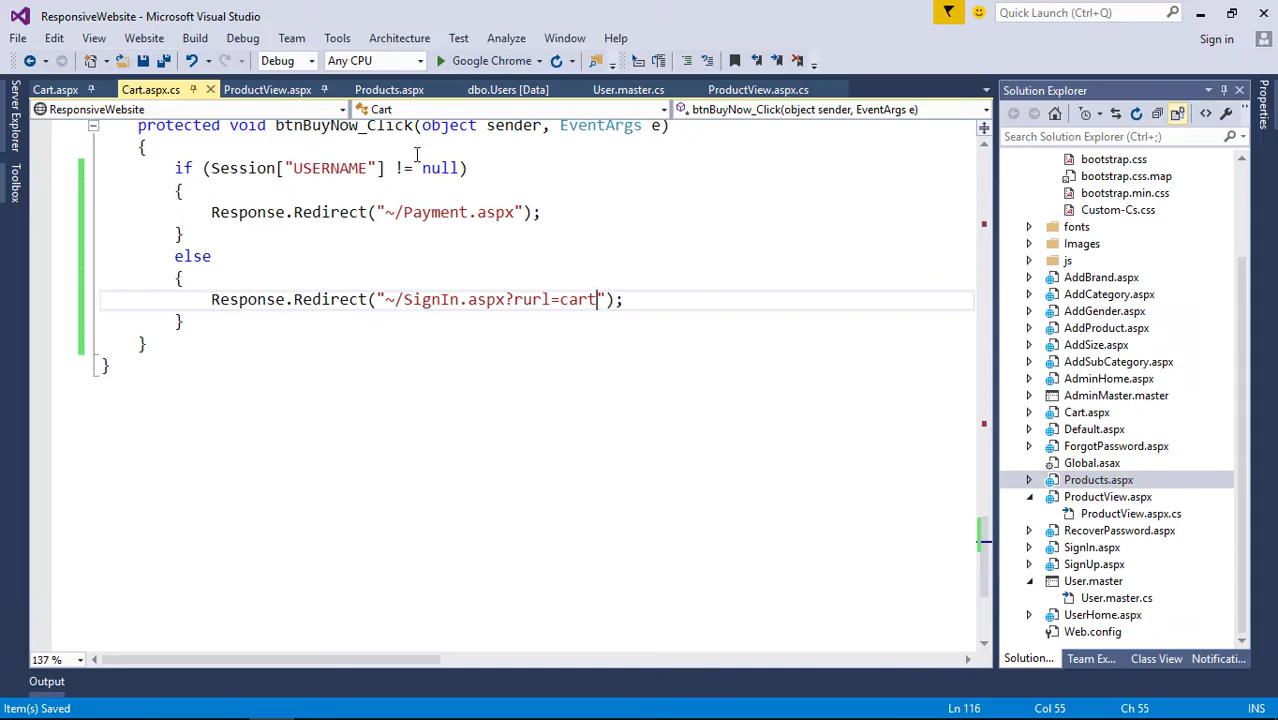 ResponsiveWebsite - Microsoft Visual Studio
Quick Launch (Ctrl+Q)
File Edit View Website Build Debug Team Tools Architecture Test Analyze Window Help
Sign in
Debug Any CPU Google Chrome
Cart.aspx Cart.aspx.cs ProductView.aspx Products.aspx dbo.Users [Data] User.master.cs ProductView.aspx.cs
ResponsiveWebsite Cart btnBuyNow_Click(object sender, EventArgs e)
Server Explorer
Toolbox
protected void btnBuyNow_Click(object sender, EventArgs e)
{
if (Session["USERNAME"] != null)
{
Response.Redirect("~/Payment.aspx");
}
else
{
Response.Redirect("~/SignIn.aspx?rurl=cart");
}
}
}
137 %
Solution Explorer
Search Solution Explorer (Ctrl+;)
bootstrap.css
bootstrap.css.map
bootstrap.min.css
Custom-Cs.css
fonts
Images
js
AddBrand.aspx
AddCategory.aspx
AddGender.aspx
AddProduct.aspx
AddSize.aspx
AddSubCategory.aspx
AdminHome.aspx
AdminMaster.master
Cart.aspx
Default.aspx
ForgotPassword.aspx
Global.asax
Products.aspx
ProductView.aspx
ProductView.aspx.cs
RecoverPassword.aspx
SignIn.aspx
SignUp.aspx
User.master
User.master.cs
UserHome.aspx
Web.config
Solution... Team Ex... Class View Notificati...
Output
Item(s) Saved Ln 116 Col 55 Ch 55 INS